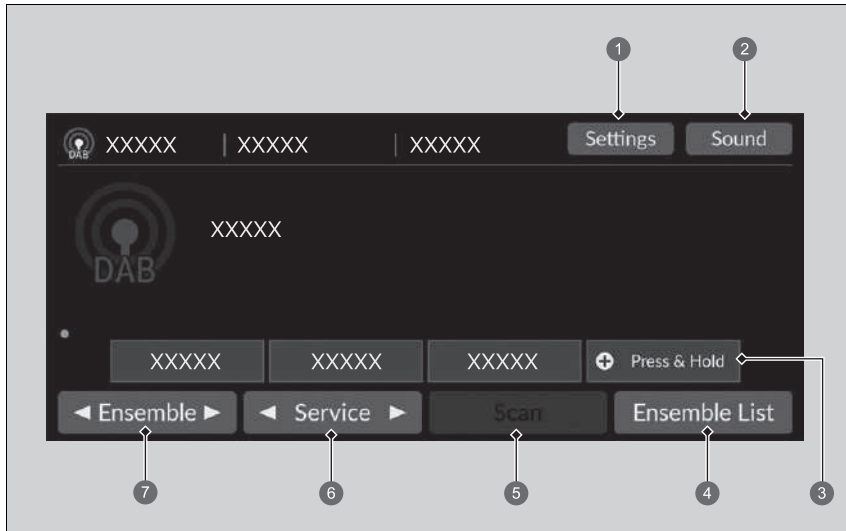 1 2
DAB XXXXX | XXXXX | XXXXX Settings Sound
XXXXX
DAB
XXXXX XXXXX XXXXX Press & Hold
◄ Ensemble ► ◄ Service ► Scan Ensemble List
7 6 5 4 3